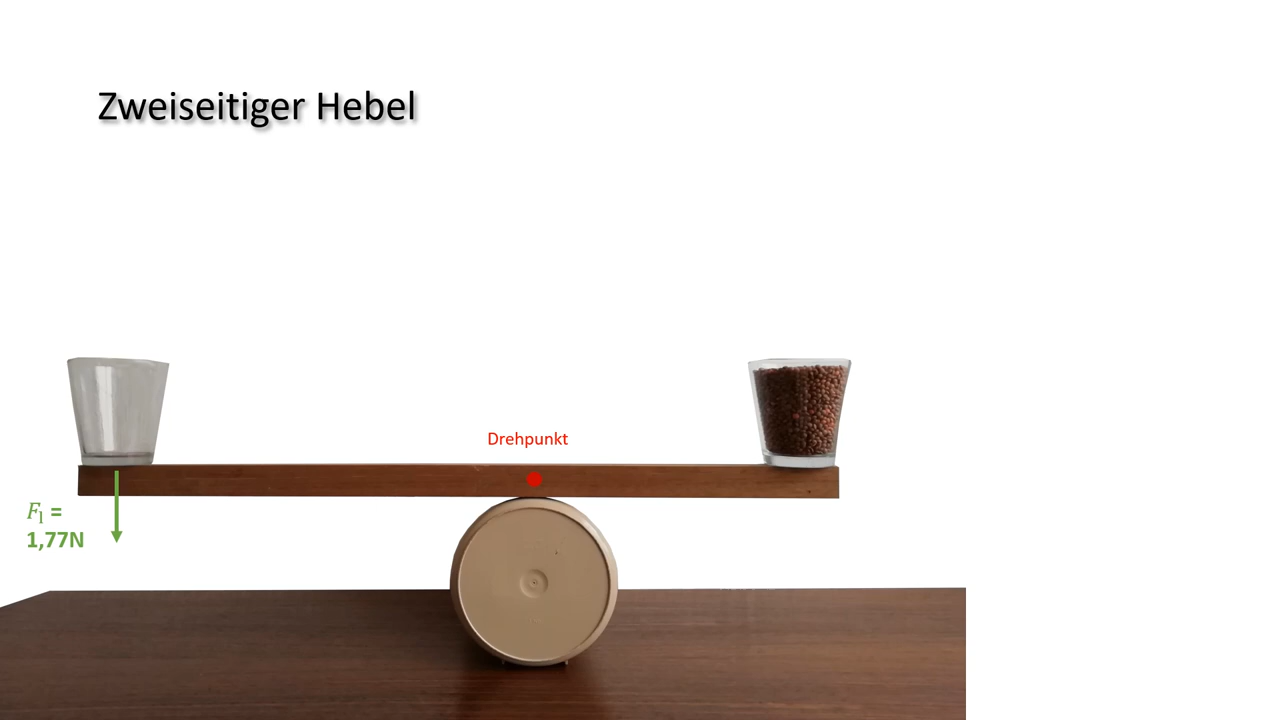 Zweiseitiger Hebel
Drehpunkt
F₁ =
1,77N